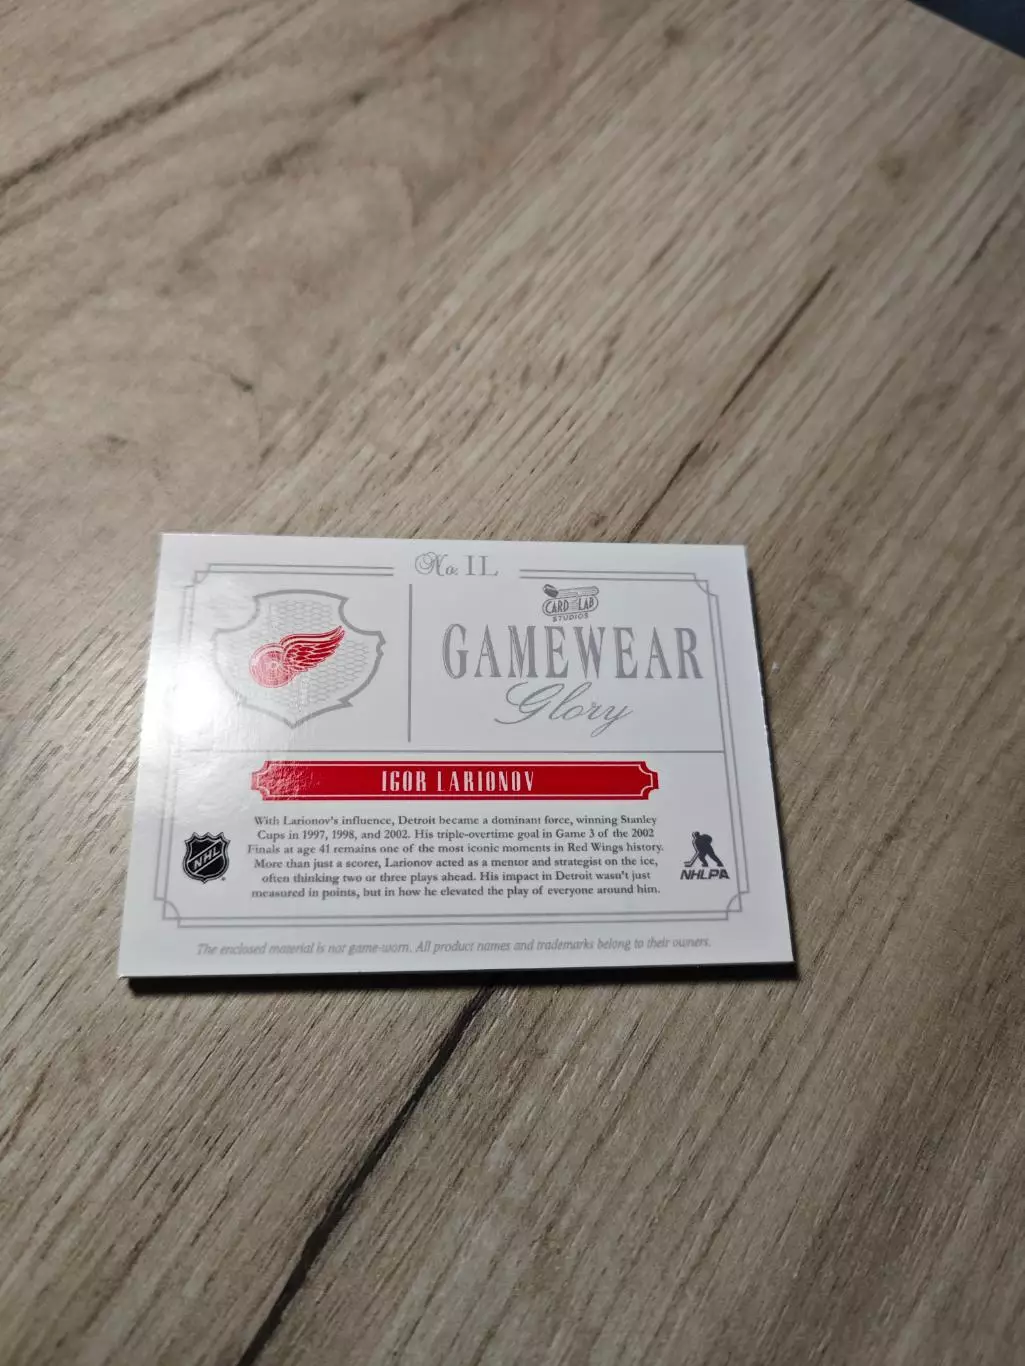 No. IL
CARD LAB
STUDIOS
GAMEWEAR
Glory
IGOR LARIONOV
With Larionov's influence, Detroit became a dominant force, winning Stanley
Cups in 1997, 1998, and 2002. His triple-overtime goal in Game 3 of the 2002
Finals at age 41 remains one of the most iconic moments in Red Wings history.
More than just a scorer, Larionov acted as a mentor and strategist on the ice,
often thinking two or three plays ahead. His impact in Detroit wasn't just
measured in points, but in how he elevated the play of everyone around him.
NHL
NHLPA
The enclosed material is not game-worn. All product names and trademarks belong to their owners.